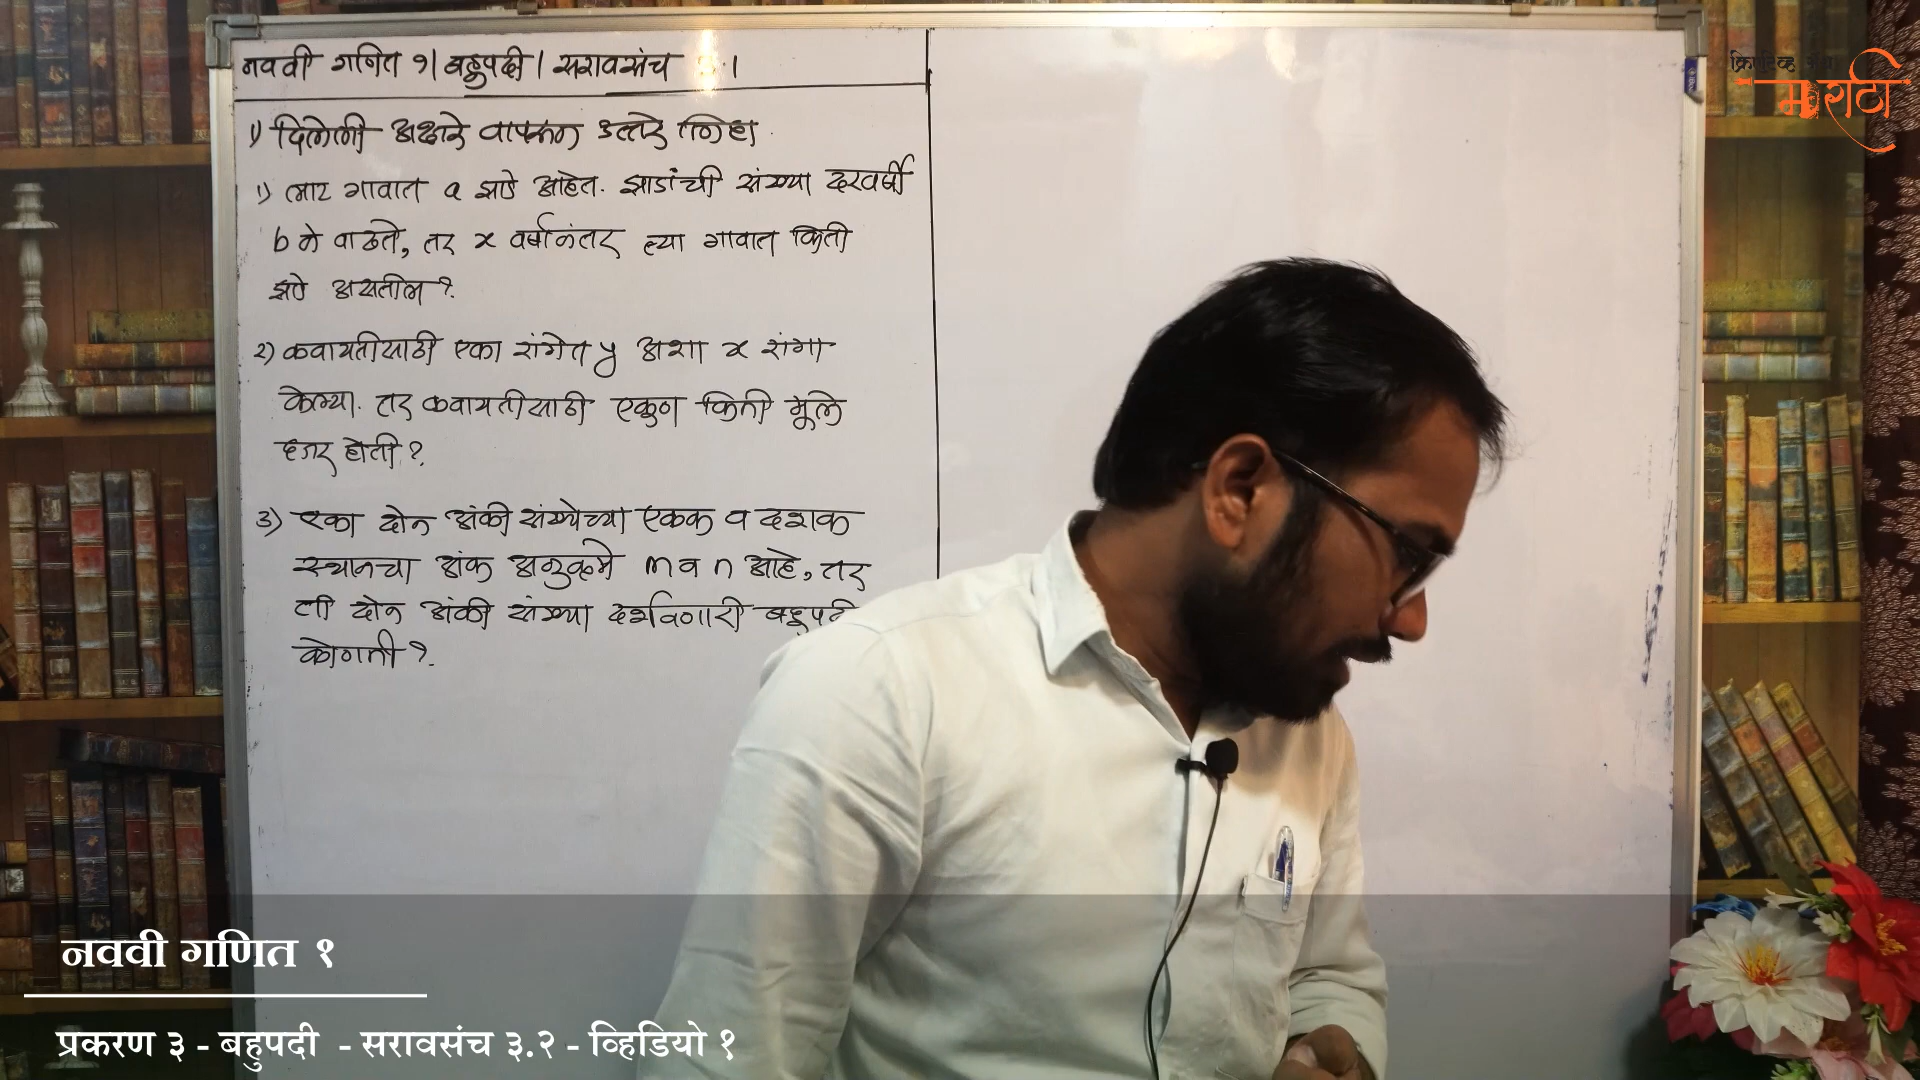 नववी गणित १। बहुपदी । सरावसंच
१) दिलेली अक्षरे वापरून उत्तरे लिहा.
१) लाट गावात a झाडे आहेत. झाडांची संख्या दरवर्षी
b ने वाढते, तर x वर्षानंतर त्या गावात किती
झाडे असतील ?
२) कवायतीसाठी एका रांगेत y अशा x रांगा
केल्या. तर कवायतीसाठी एकुण किती मूले
हजर होती ?
३) एका दोन अंकी संख्येच्या एकक व दशक
स्थानचा अंक अनुक्रमे m व n आहे, तर
ती दोन अंकी संख्या दर्शविणारी बहुपदी
कोणती ?
मराठी
नववी गणित १
प्रकरण ३ - बहुपदी - सरावसंच ३.२ - व्हिडियो १